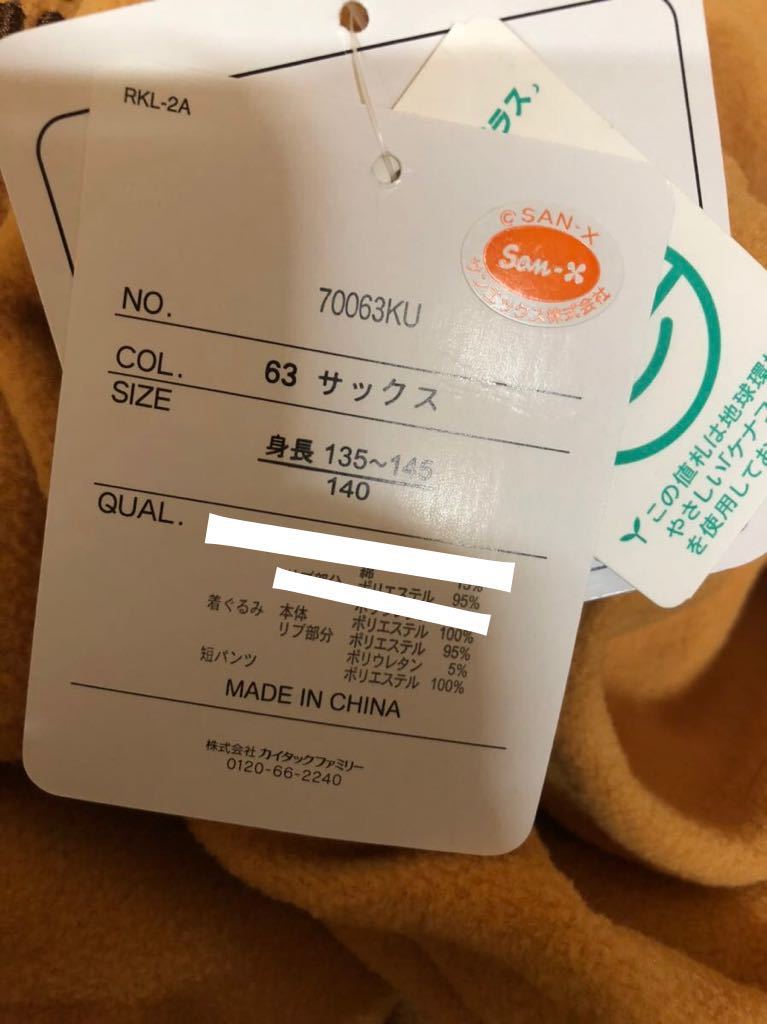 RKL-2A
ラス,
©SAN-X
San-X
サンエックス株式会社
NO. 70063KU
COL. 63 サックス
SIZE
身長 135~145
140
QUAL.
綿 15%
ポリエステル 95%
着ぐるみ 本体 ポリエステル 100%
リブ部分 ポリエステル 95%
ポリウレタン 5%
短パンツ ポリエステル 100%
MADE IN CHINA
株式会社 カイタックファミリー
0120-66-2240
この値札は地球環
やさしい「ケナフ
を使用してお